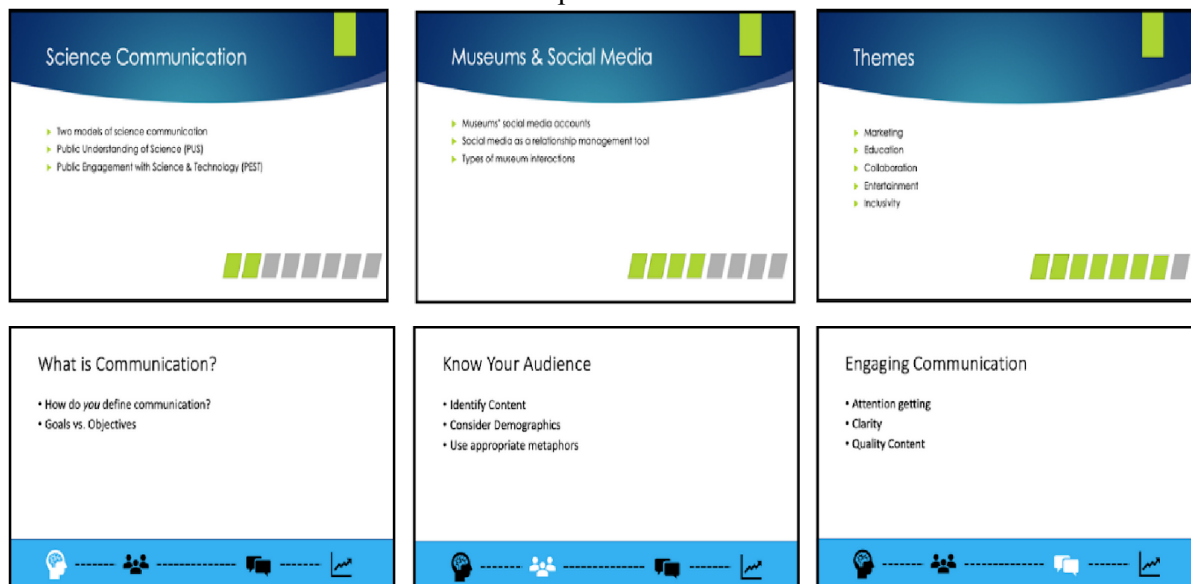 Science Communication
Two models of science communication
Public Understanding of Science (PUS)
Public Engagement with Science & Technology (PEST)
Museums & Social Media
Museums' social media accounts
Social media as a relationship management tool
Types of museum interactions
Themes
Marketing
Education
Collaboration
Entertainment
Inclusivity
What is Communication?
• How do you define communication?
• Goals vs. Objectives
Know Your Audience
• Identify Content
• Consider Demographics
• Use appropriate metaphors
Engaging Communication
• Attention getting
• Clarity
• Quality Content